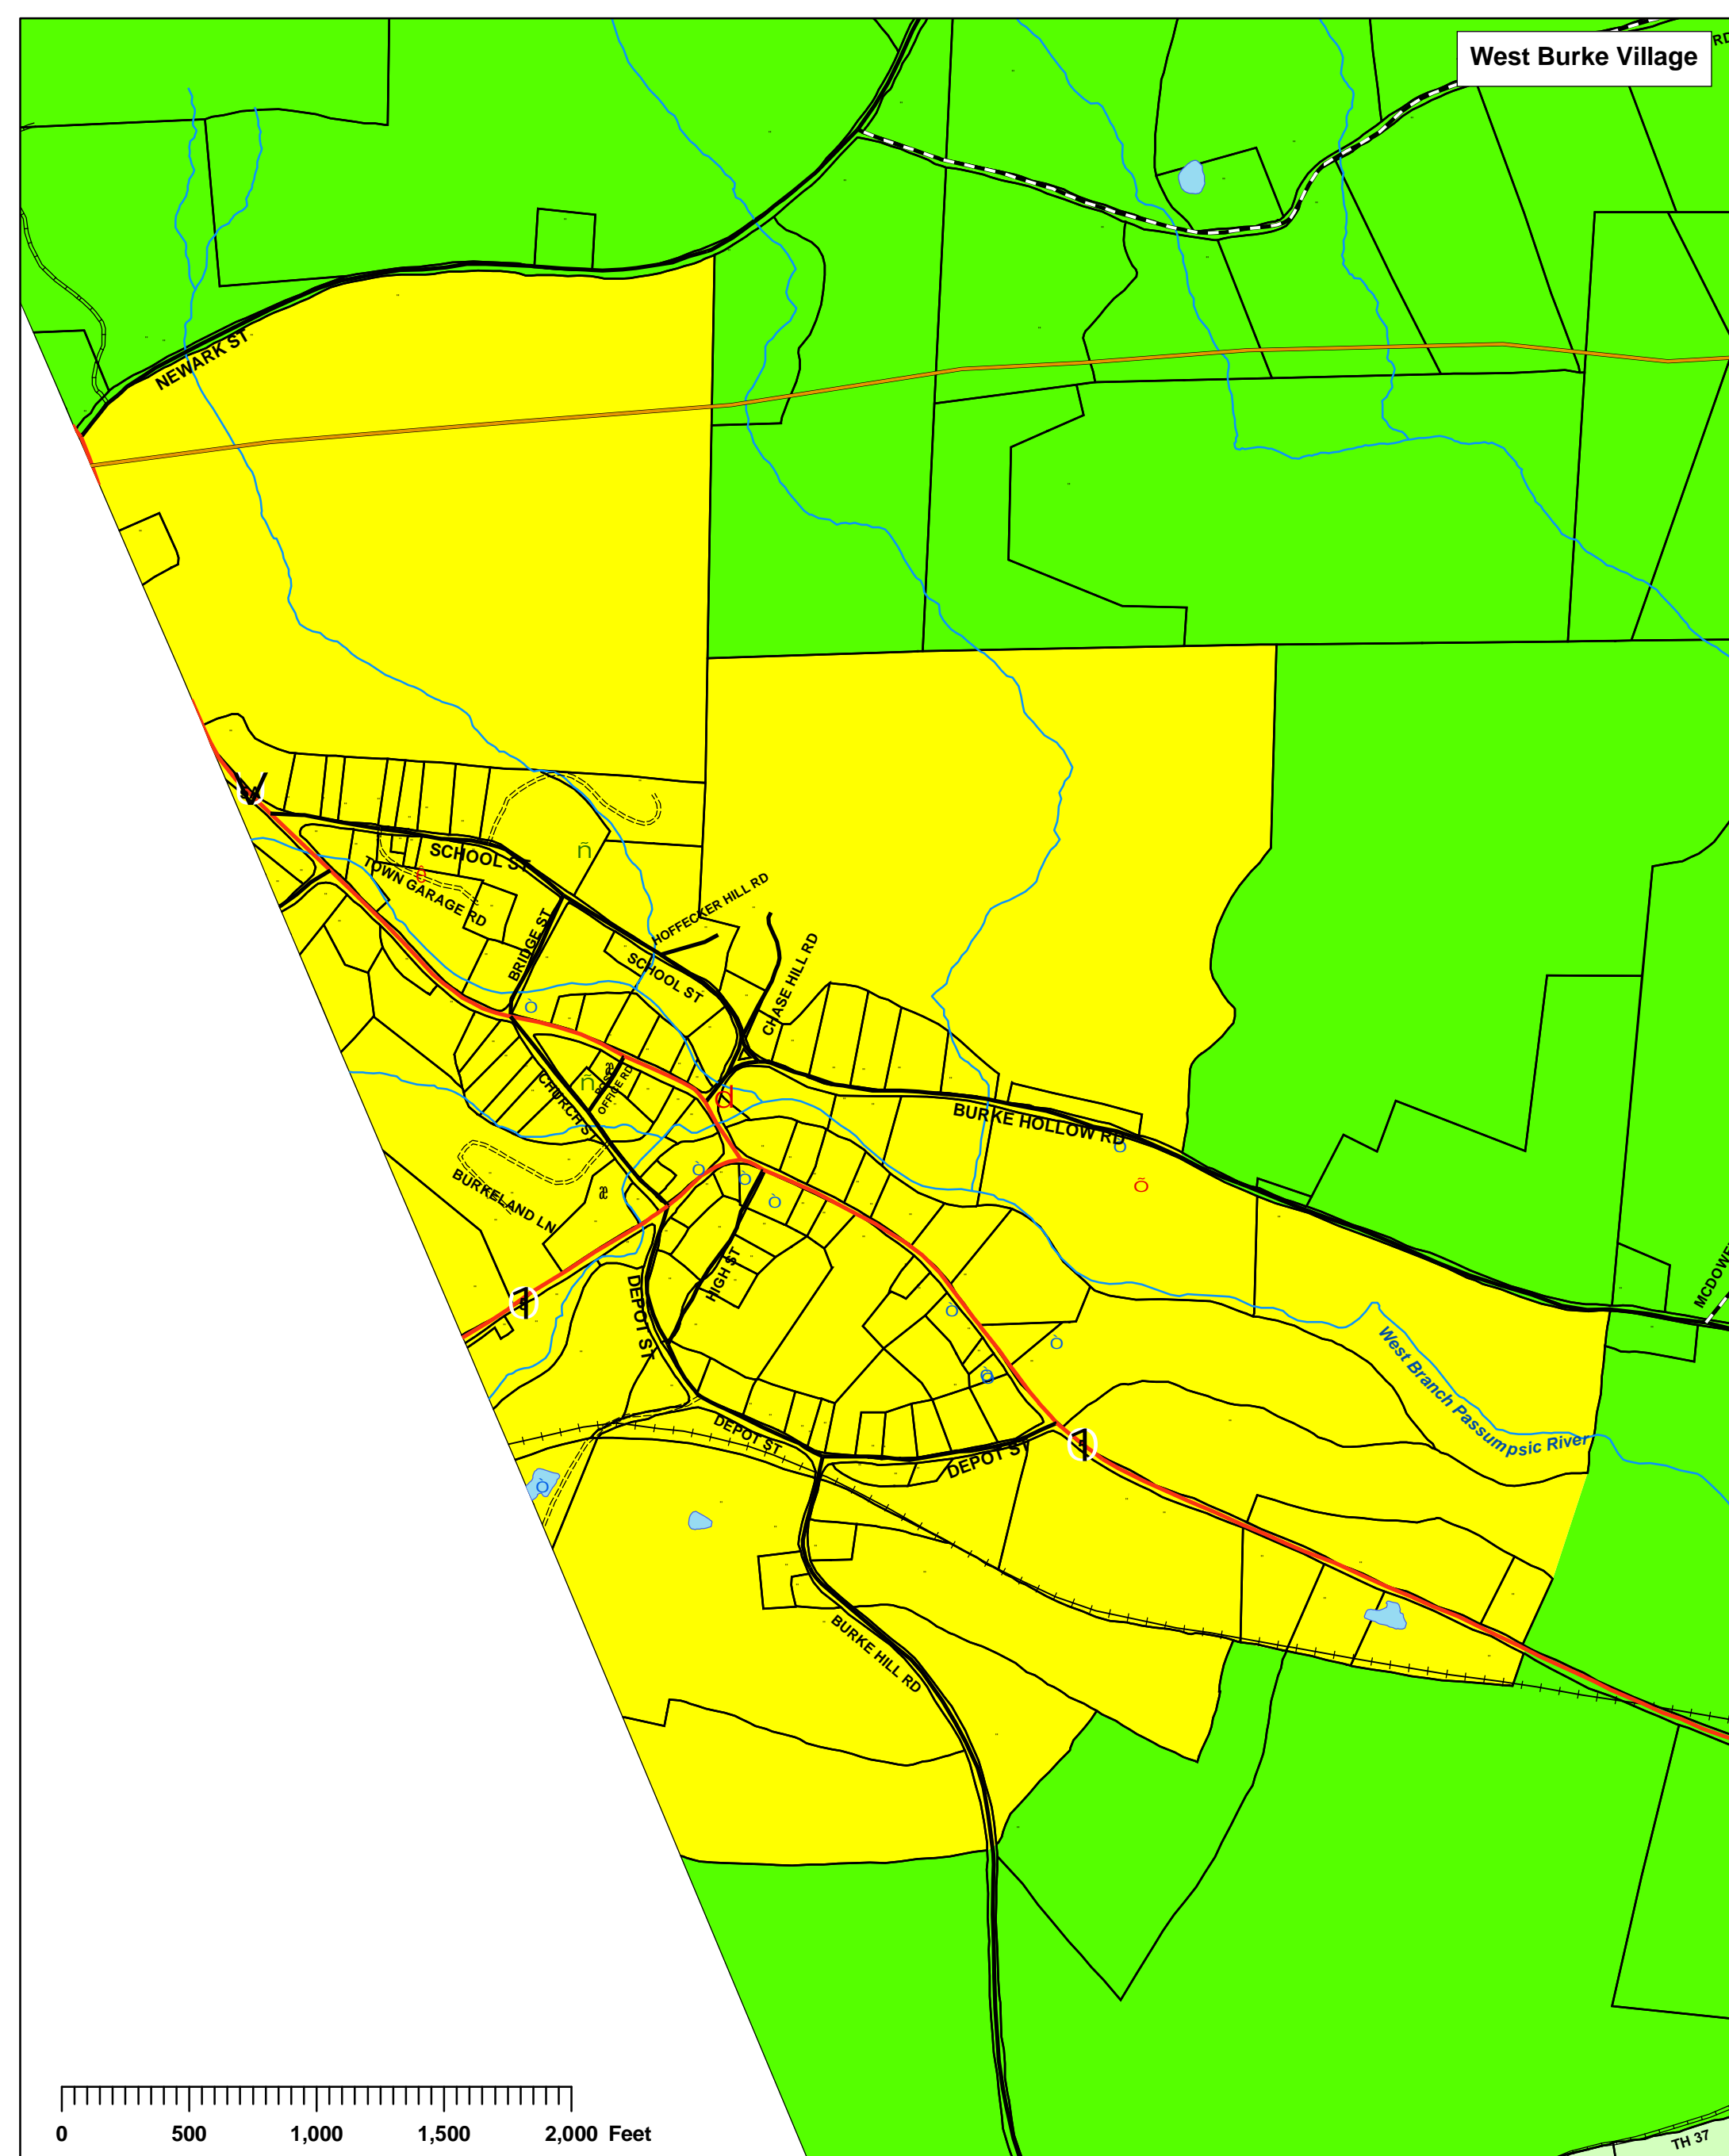 West Burke Village
RD
NEWARK ST
SCHOOL ST
TOWN GARAGE RD
HOFFECKER HILL RD
BRIDGE ST
SCHOOL ST
CHASE HILL RD
OFFICE RD
CHURCH ST
BURKE HOLLOW RD
BURKELAND LN
HIGH ST
DEPOT ST
West Branch Passumpsic River
DEPOT ST
DEPOT ST
BURKE HILL RD
0 500 1,000 1,500 2,000 Feet
TH 37